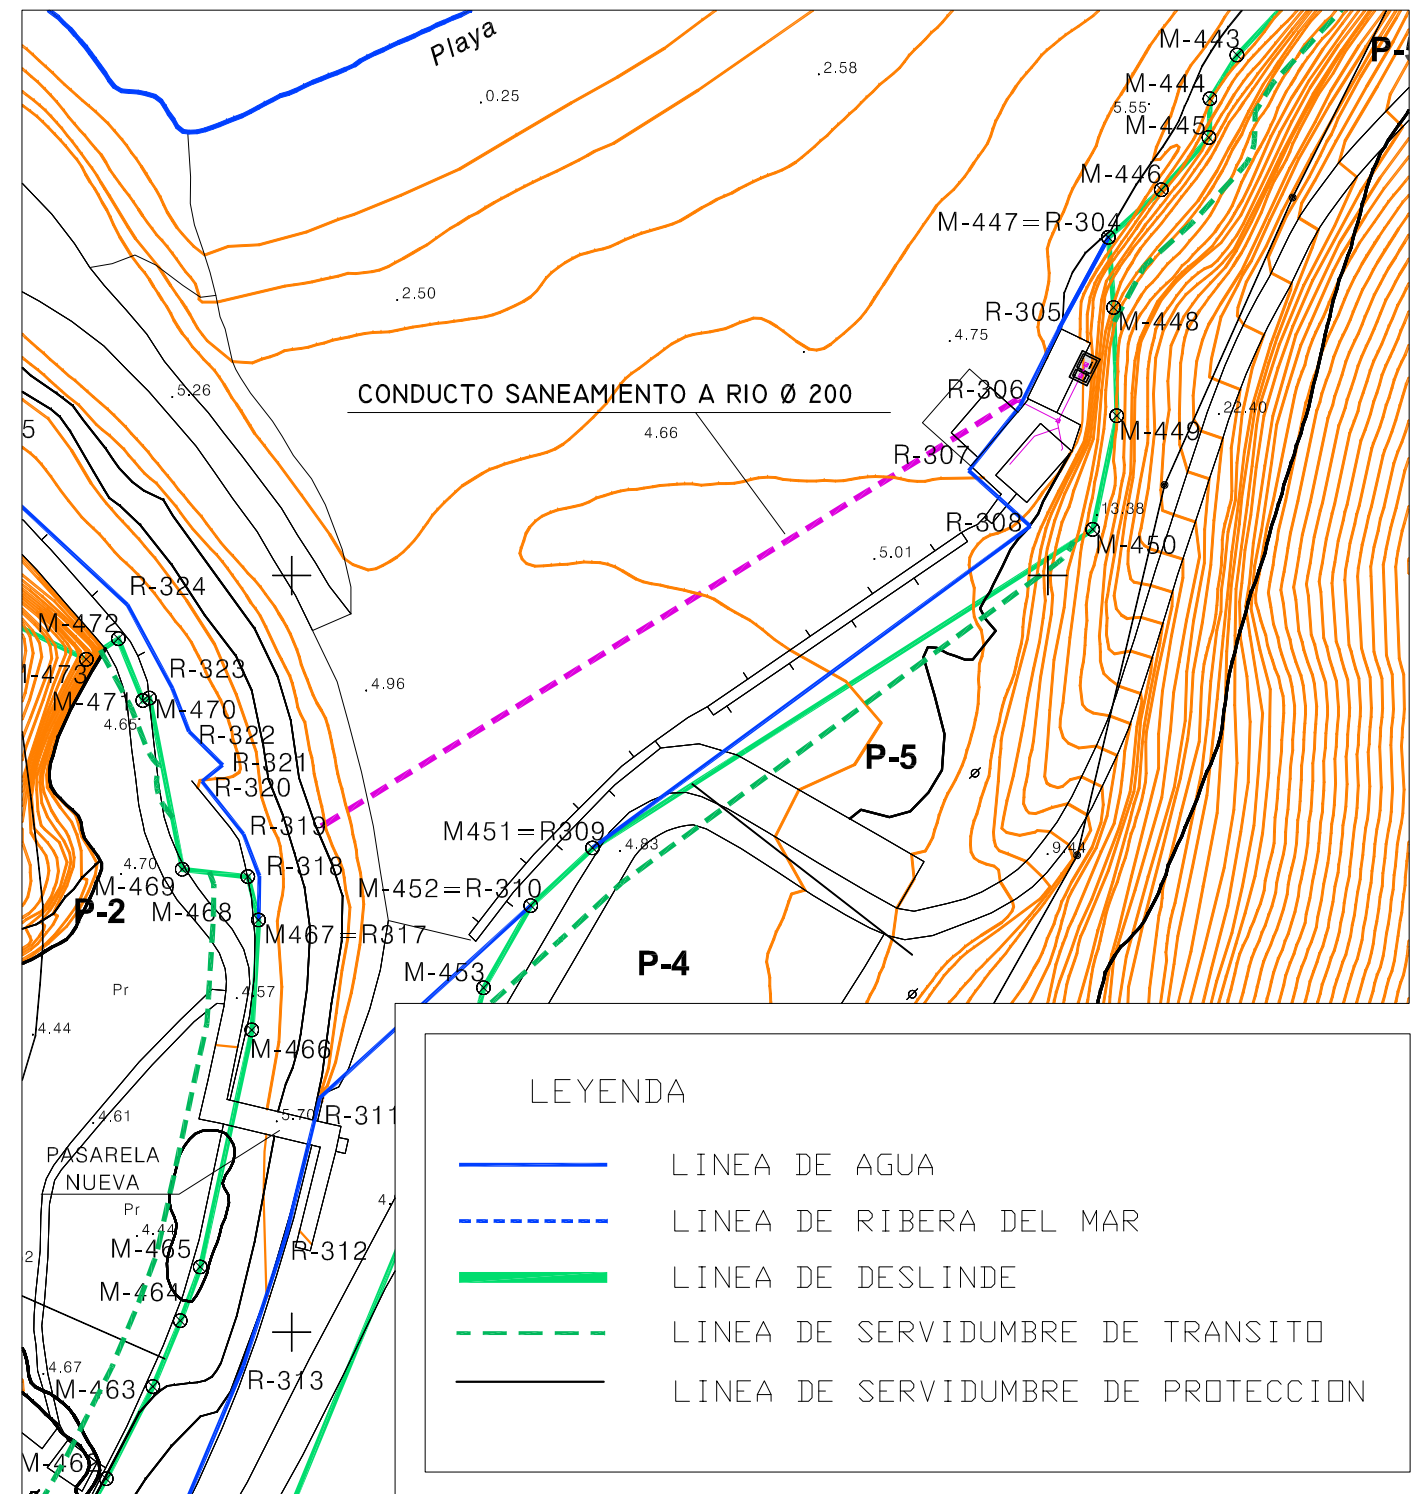 Playa
M-443
P-
2.58
M-444
0.25
5.55
M-445
M-446
M-447=R-304
2.50
R-305
M-448
4.75
5.26
CONDUCTO SANEAMIENTO A RIO Ø 200
R-306
22.40
5
4.66
M-449
R-307
13.38
R-308
M-450
5.01
R-324
M-472
M-473
R-323
4.96
M-471
M-470
4.65
R-322
R-321
P-5
R-320
R-319
M451=R309
4.83
9.44
4.70
R-318
M-469
M-452=R-310
P-2
M-468
M467=R317
M-453
P-4
Pr
4.57
4.44
M-466
LEYENDA
4.61
5.70
R-311
PASARELA
NUEVA
LINEA DE AGUA
Pr
4.
LINEA DE RIBERA DEL MAR
4.44
M-465
R-312
2
LINEA DE DESLINDE
M-464
LINEA DE SERVIDUMBRE DE TRANSITO
4.67
M-463
R-313
LINEA DE SERVIDUMBRE DE PROTECCION
M-462